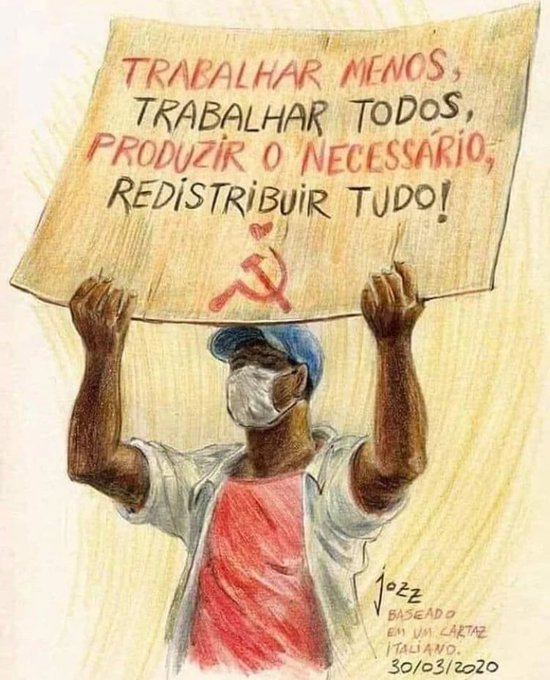 TRABALHAR MENOS,
TRABALHAR TODOS,
PRODUZIR O NECESSÁRIO,
REDISTRIBUIR TUDO!
jozz
BASEADO
EM UM CARTAZ
ITALIANO.
30/03/2020